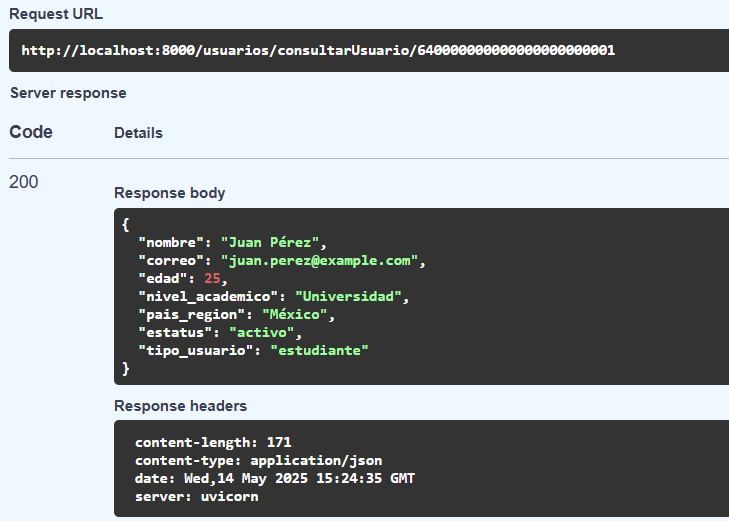 Request URL
http://localhost:8000/usuarios/consultarUsuario/640000000000000000000001
Server response
Code Details
200
Response body
{
"nombre": "Juan Pérez",
"correo": "juan.perez@example.com",
"edad": 25,
"nivel_academico": "Universidad",
"pais_region": "México",
"estatus": "activo",
"tipo_usuario": "estudiante"
}
Response headers
content-length: 171
content-type: application/json
date: Wed,14 May 2025 15:24:35 GMT
server: uvicorn